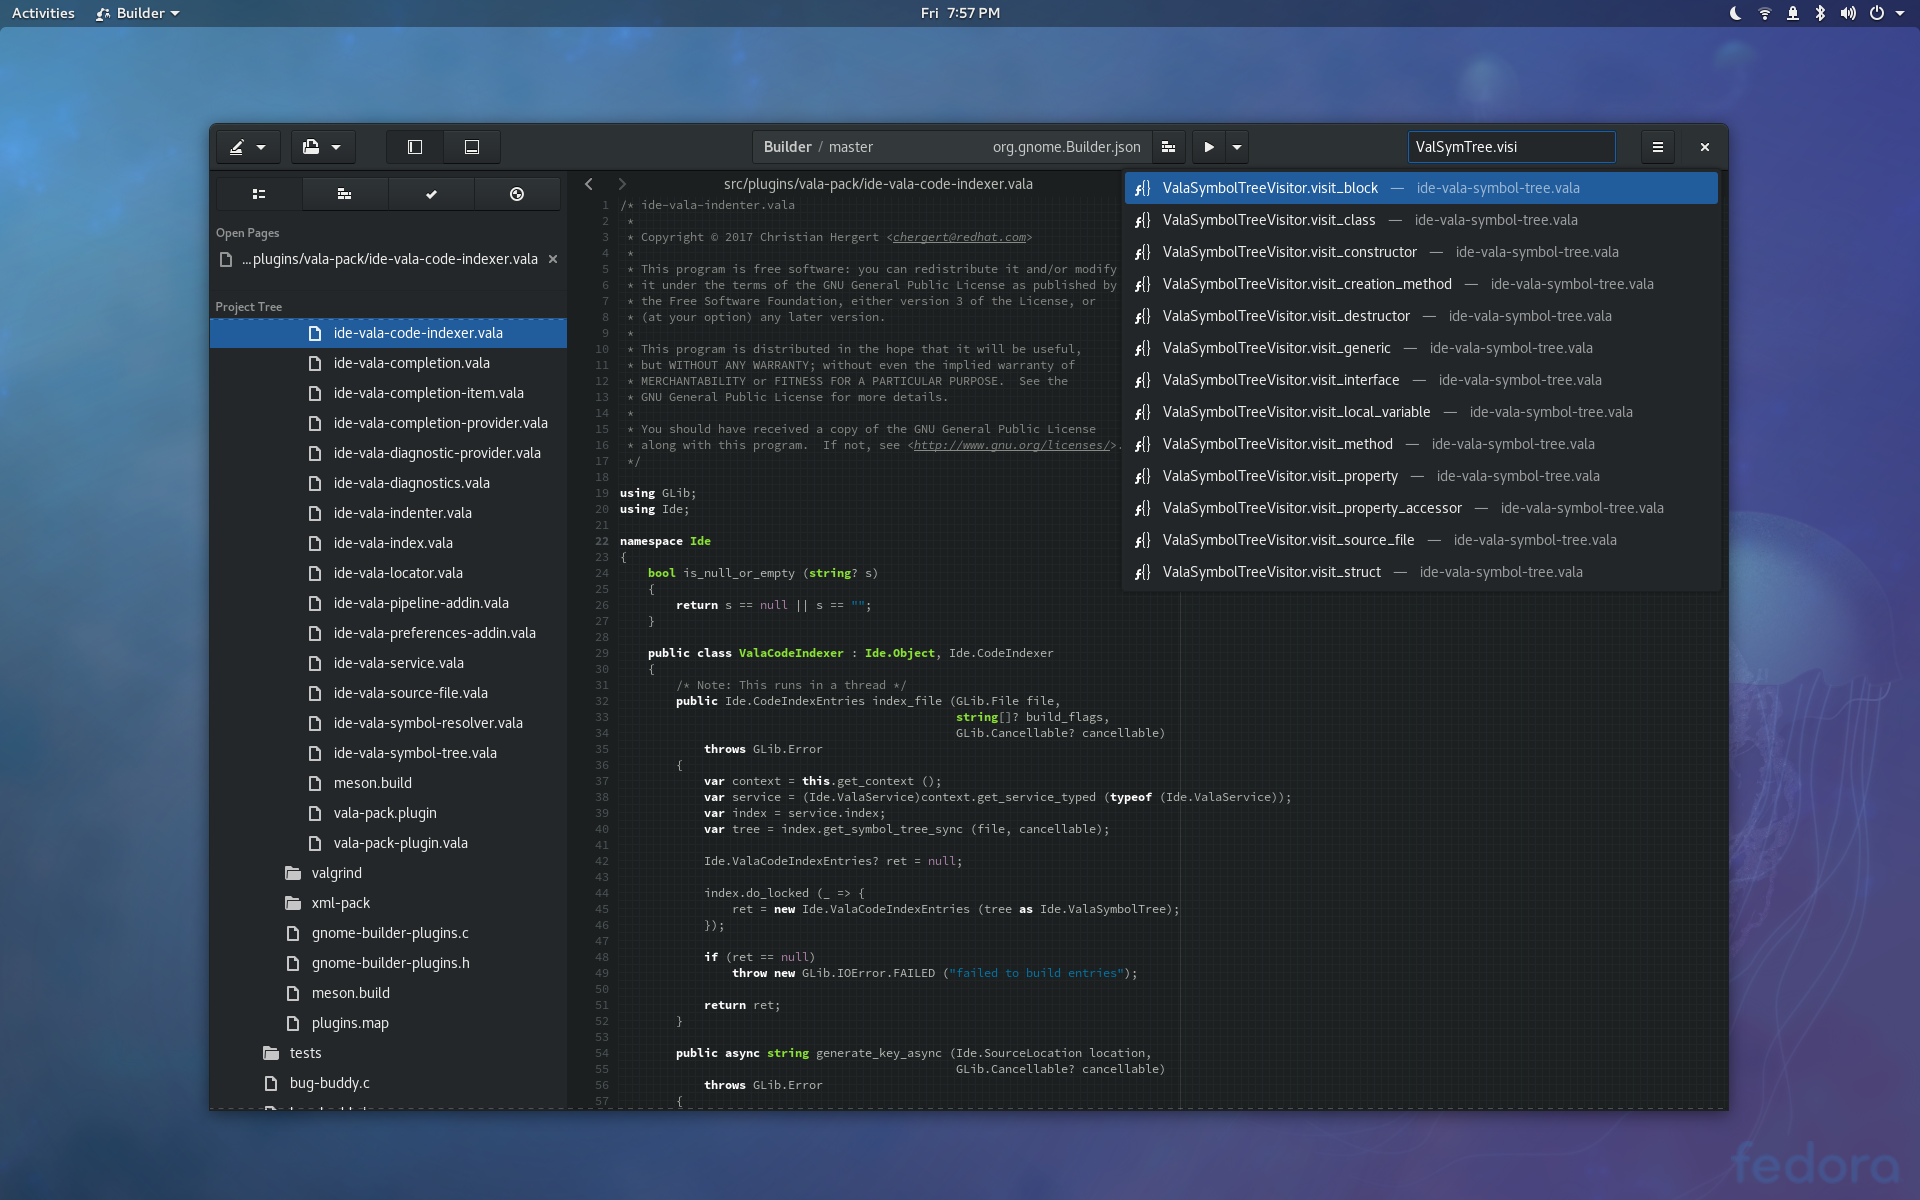 Activities Builder Fri 7:57 PM
Builder / master org.gnome.Builder.json ValSymTree.visi
src/plugins/vala-pack/ide-vala-code-indexer.vala
Open Pages
...plugins/vala-pack/ide-vala-code-indexer.vala
Project Tree
ide-vala-code-indexer.vala
ide-vala-completion.vala
ide-vala-completion-item.vala
ide-vala-completion-provider.vala
ide-vala-diagnostic-provider.vala
ide-vala-diagnostics.vala
ide-vala-indenter.vala
ide-vala-index.vala
ide-vala-locator.vala
ide-vala-pipeline-addin.vala
ide-vala-preferences-addin.vala
ide-vala-service.vala
ide-vala-source-file.vala
ide-vala-symbol-resolver.vala
ide-vala-symbol-tree.vala
meson.build
vala-pack.plugin
vala-pack-plugin.vala
valgrind
xml-pack
gnome-builder-plugins.c
gnome-builder-plugins.h
meson.build
plugins.map
tests
bug-buddy.c
1 /* ide-vala-indenter.vala
2 *
3 * Copyright © 2017 Christian Hergert <chergert@redhat.com>
4 *
5 * This program is free software: you can redistribute it and/or modify
6 * it under the terms of the GNU General Public License as published by
7 * the Free Software Foundation, either version 3 of the License, or
8 * (at your option) any later version.
9 *
10 * This program is distributed in the hope that it will be useful,
11 * but WITHOUT ANY WARRANTY; without even the implied warranty of
12 * MERCHANTABILITY or FITNESS FOR A PARTICULAR PURPOSE.  See the
13 * GNU General Public License for more details.
14 *
15 * You should have received a copy of the GNU General Public License
16 * along with this program.  If not, see <http://www.gnu.org/licenses/>.
17 */
18
19 using GLib;
20 using Ide;
21
22 namespace Ide
23 {
24 bool is_null_or_empty (string? s)
25 {
26 return s == null || s == "";
27 }
28
29 public class ValaCodeIndexer : Ide.Object, Ide.CodeIndexer
30 {
31 /* Note: This runs in a thread */
32 public Ide.CodeIndexEntries index_file (GLib.File file,
33 string[]? build_flags,
34 GLib.Cancellable? cancellable)
35 throws GLib.Error
36 {
37 var context = this.get_context ();
38 var service = (Ide.ValaService)context.get_service_typed (typeof (Ide.ValaService));
39 var index = service.index;
40 var tree = index.get_symbol_tree_sync (file, cancellable);
41
42 Ide.ValaCodeIndexEntries? ret = null;
43
44 index.do_locked (_ => {
45 ret = new Ide.ValaCodeIndexEntries (tree as Ide.ValaSymbolTree);
46 });
47
48 if (ret == null)
49 throw new GLib.IOError.FAILED ("failed to build entries");
50
51 return ret;
52 }
53
54 public async string generate_key_async (Ide.SourceLocation location,
55 GLib.Cancellable? cancellable)
56 throws GLib.Error
57 {
ƒ{} ValaSymbolTreeVisitor.visit_block — ide-vala-symbol-tree.vala
ƒ{} ValaSymbolTreeVisitor.visit_class — ide-vala-symbol-tree.vala
ƒ{} ValaSymbolTreeVisitor.visit_constructor — ide-vala-symbol-tree.vala
ƒ{} ValaSymbolTreeVisitor.visit_creation_method — ide-vala-symbol-tree.vala
ƒ{} ValaSymbolTreeVisitor.visit_destructor — ide-vala-symbol-tree.vala
ƒ{} ValaSymbolTreeVisitor.visit_generic — ide-vala-symbol-tree.vala
ƒ{} ValaSymbolTreeVisitor.visit_interface — ide-vala-symbol-tree.vala
ƒ{} ValaSymbolTreeVisitor.visit_local_variable — ide-vala-symbol-tree.vala
ƒ{} ValaSymbolTreeVisitor.visit_method — ide-vala-symbol-tree.vala
ƒ{} ValaSymbolTreeVisitor.visit_property — ide-vala-symbol-tree.vala
ƒ{} ValaSymbolTreeVisitor.visit_property_accessor — ide-vala-symbol-tree.vala
ƒ{} ValaSymbolTreeVisitor.visit_source_file — ide-vala-symbol-tree.vala
ƒ{} ValaSymbolTreeVisitor.visit_struct — ide-vala-symbol-tree.vala
fedora